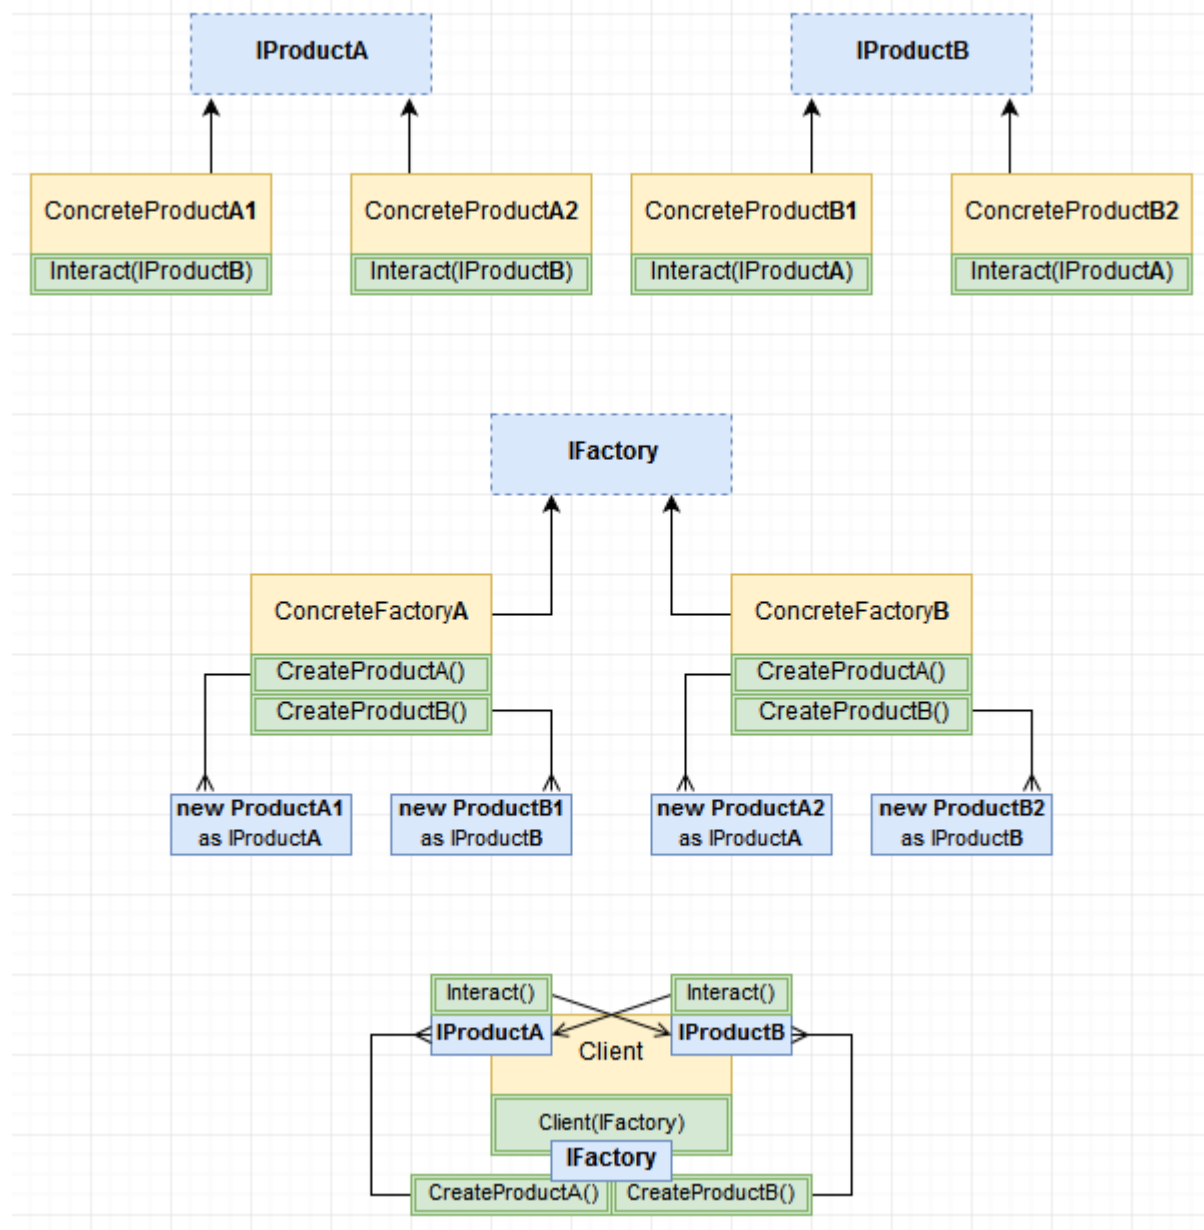 IProductA
IProductB
ConcreteProductA1
ConcreteProductA2
ConcreteProductB1
ConcreteProductB2
Interact(IProductB)
Interact(IProductB)
Interact(IProductA)
Interact(IProductA)
IFactory
ConcreteFactoryA
ConcreteFactoryB
CreateProductA()
CreateProductA()
CreateProductB()
CreateProductB()
new ProductA1
as IProductA
new ProductB1
as IProductB
new ProductA2
as IProductA
new ProductB2
as IProductB
Interact()
Interact()
IProductA
IProductB
Client
Client(IFactory)
IFactory
CreateProductA()
CreateProductB()